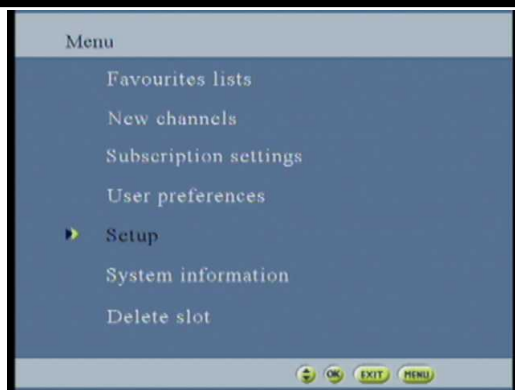 Menu
Favourites lists
New channels
Subscription settings
User preferences
Setup
System information
Delete slot
OK EXIT MENU